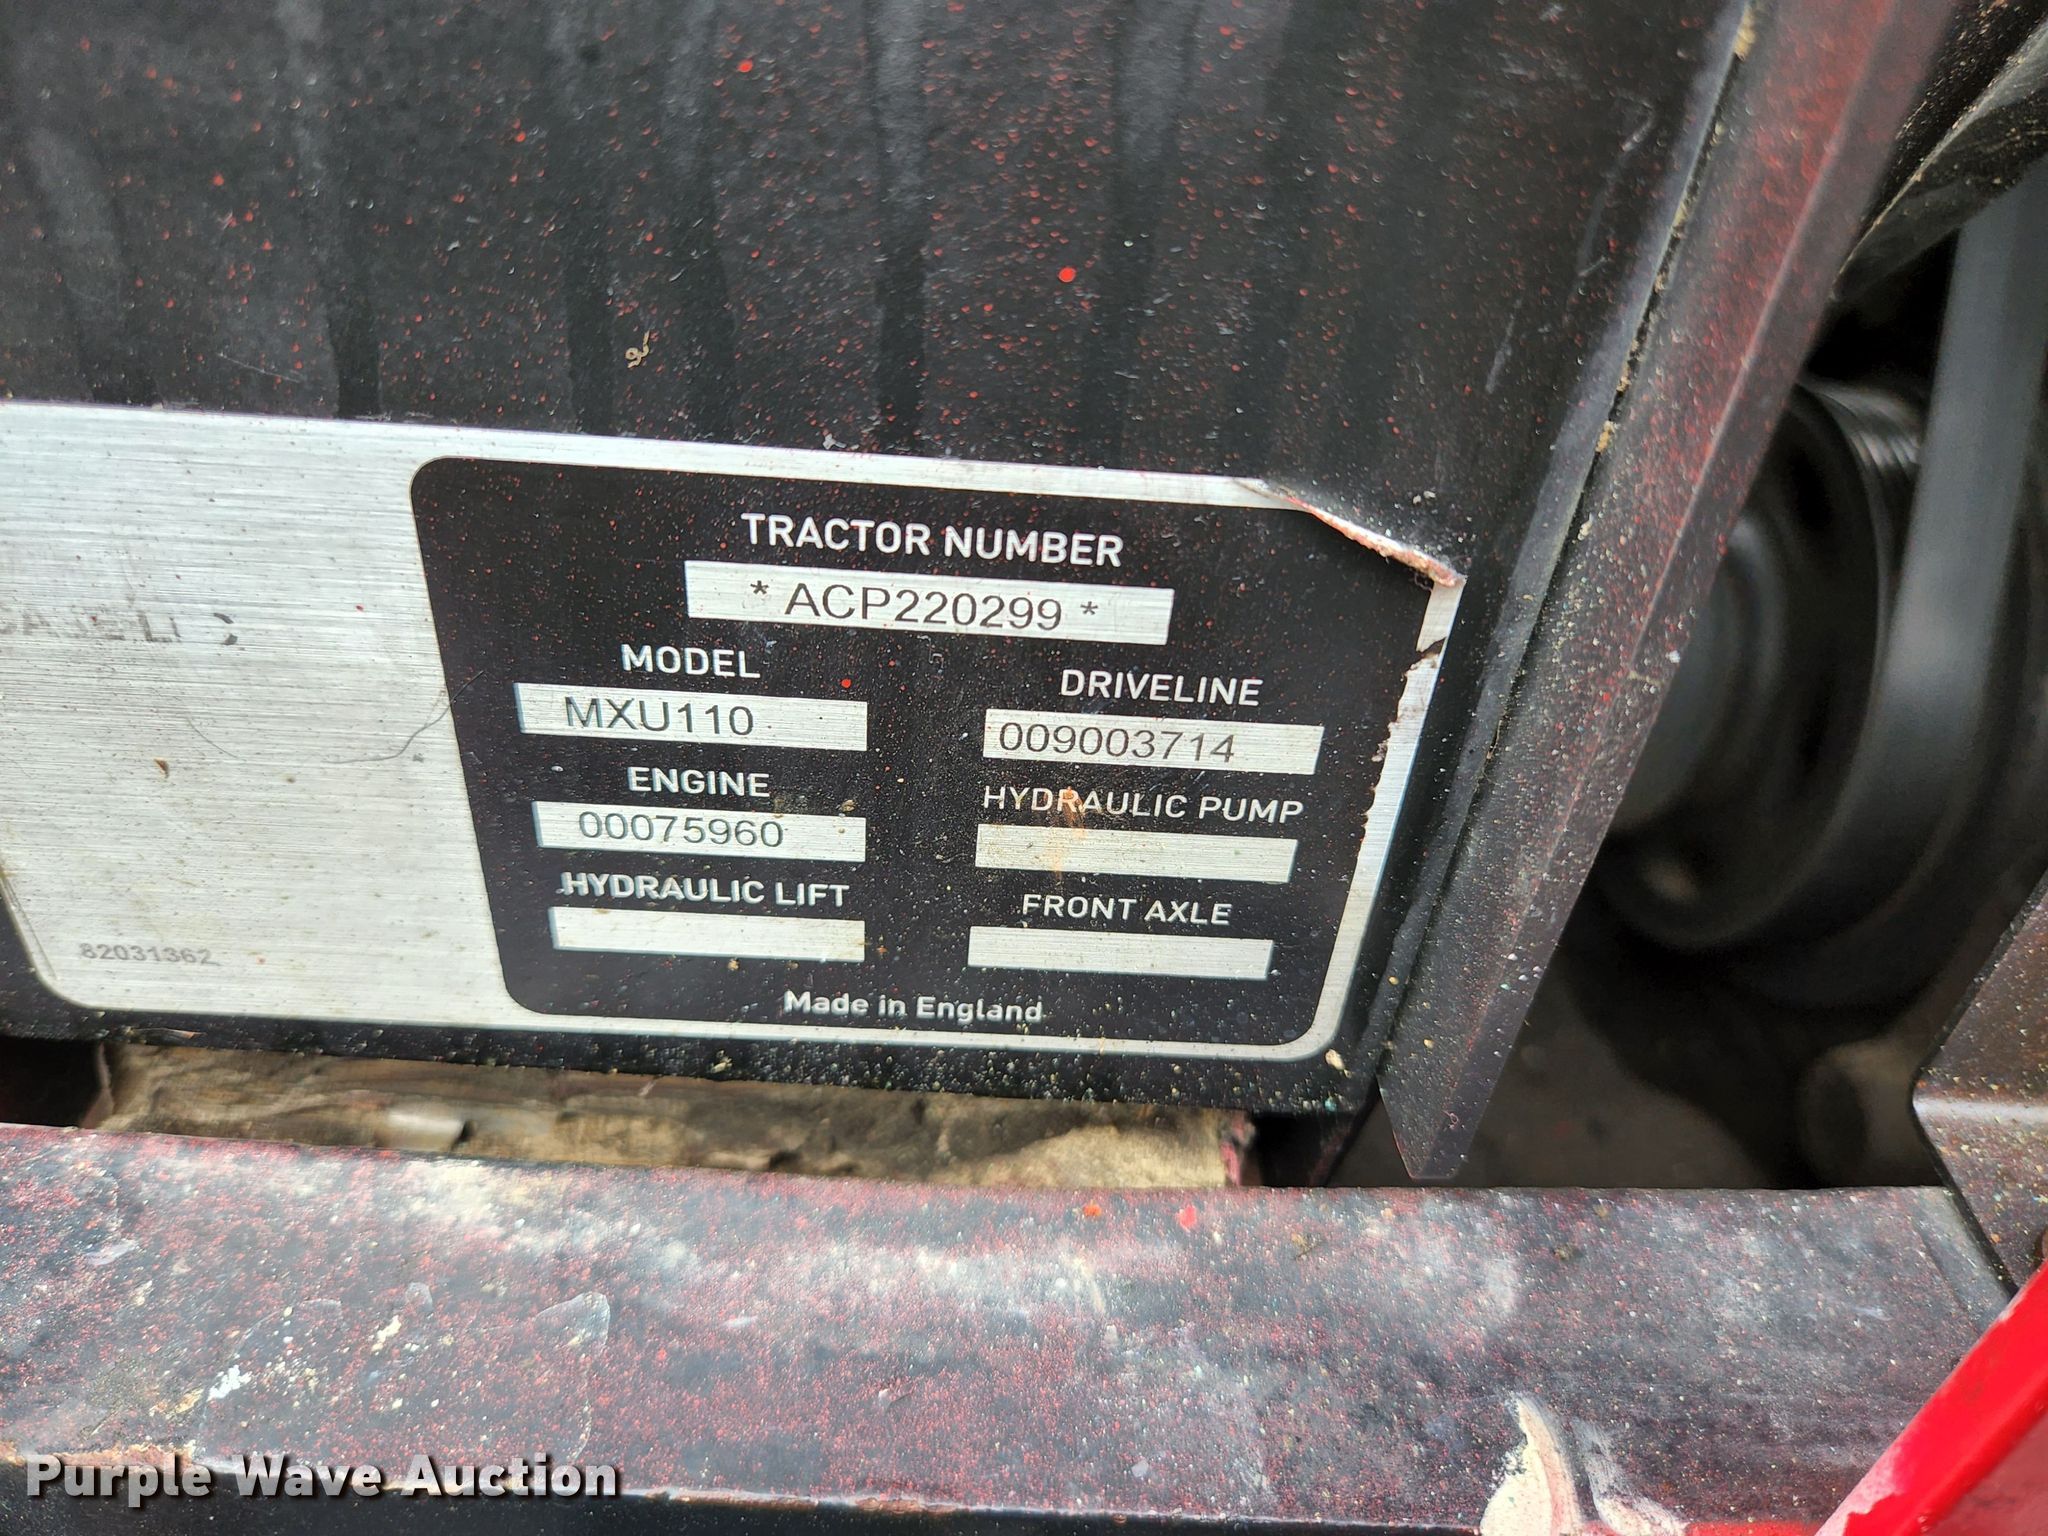 TRACTOR NUMBER
* ACP220299 *
MODEL
MXU110
DRIVELINE
009003714
ENGINE
00075960
HYDRAULIC PUMP
HYDRAULIC LIFT
FRONT AXLE
Made in England
82031362
Purple Wave Auction